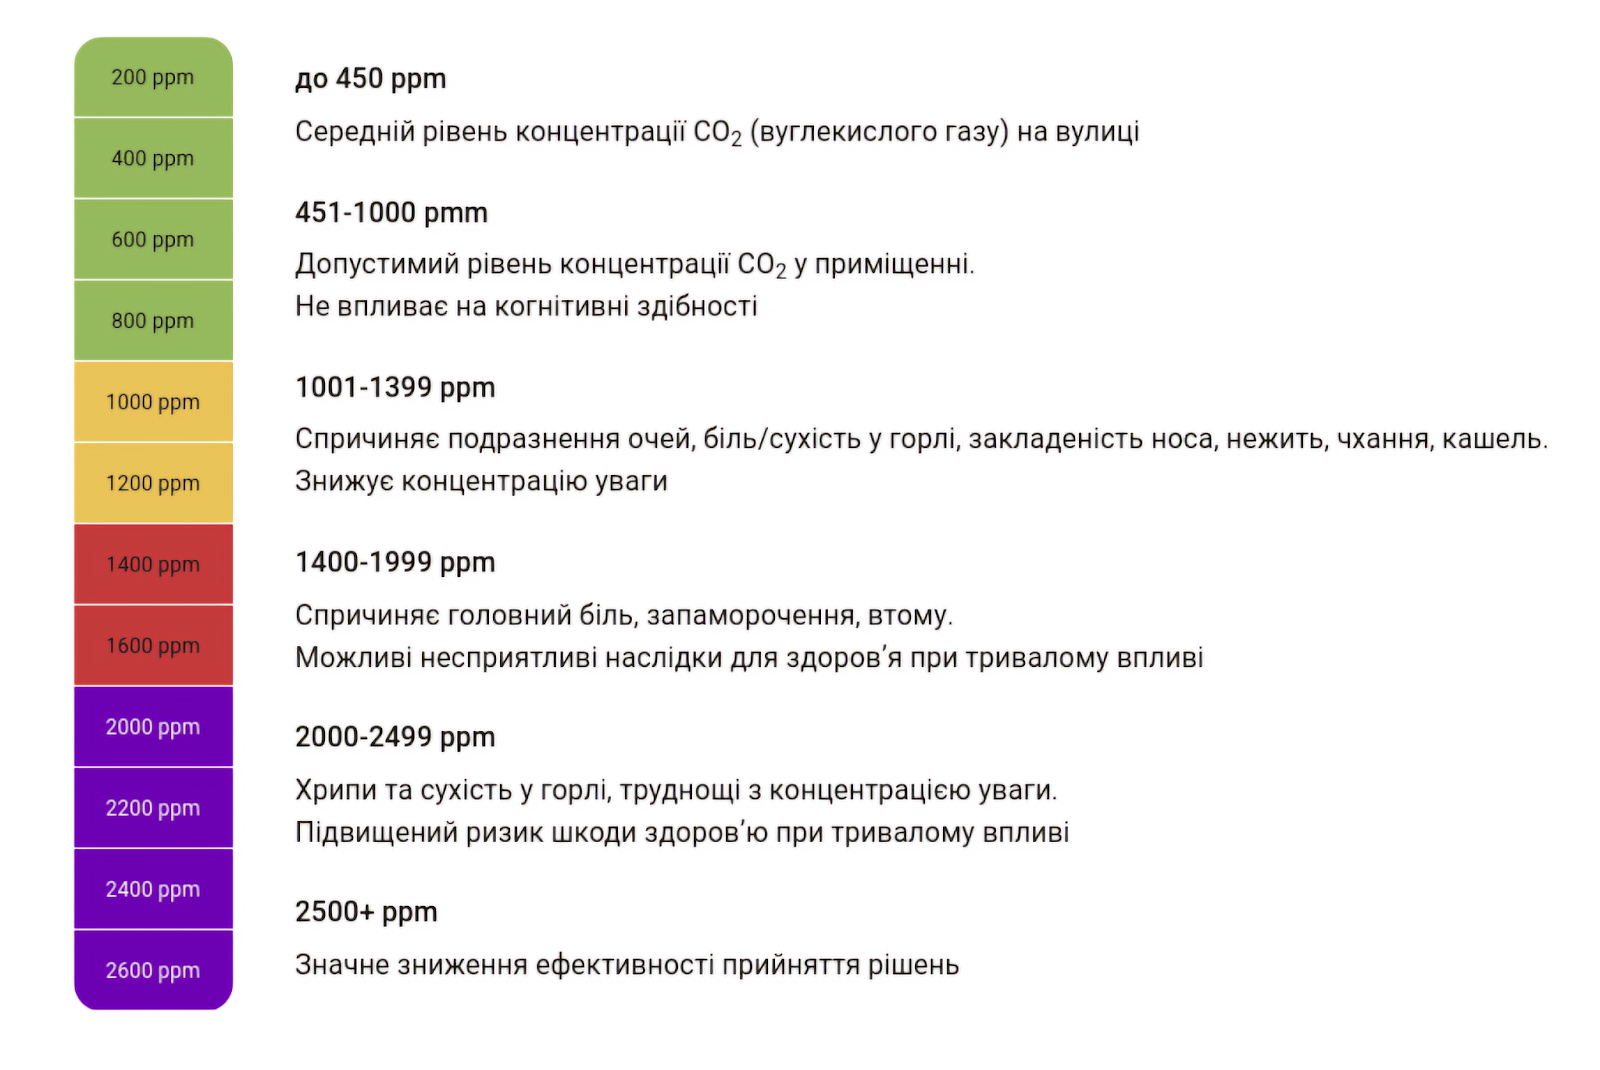 200 ppm
400 ppm
600 ppm
800 ppm
1000 ppm
1200 ppm
1400 ppm
1600 ppm
2000 ppm
2200 ppm
2400 ppm
2600 ppm
до 450 ppm
Середній рівень концентрації CO₂ (вуглекислого газу) на вулиці
451-1000 pmm
Допустимий рівень концентрації CO₂ у приміщенні.
Не впливає на когнітивні здібності
1001-1399 ppm
Спричиняє подразнення очей, біль/сухість у горлі, закладеність носа, нежить, чхання, кашель.
Знижує концентрацію уваги
1400-1999 ppm
Спричиняє головний біль, запаморочення, втому.
Можливі несприятливі наслідки для здоров’я при тривалому впливі
2000-2499 ppm
Хрипи та сухість у горлі, труднощі з концентрацією уваги.
Підвищений ризик шкоди здоров’ю при тривалому впливі
2500+ ppm
Значне зниження ефективності прийняття рішень